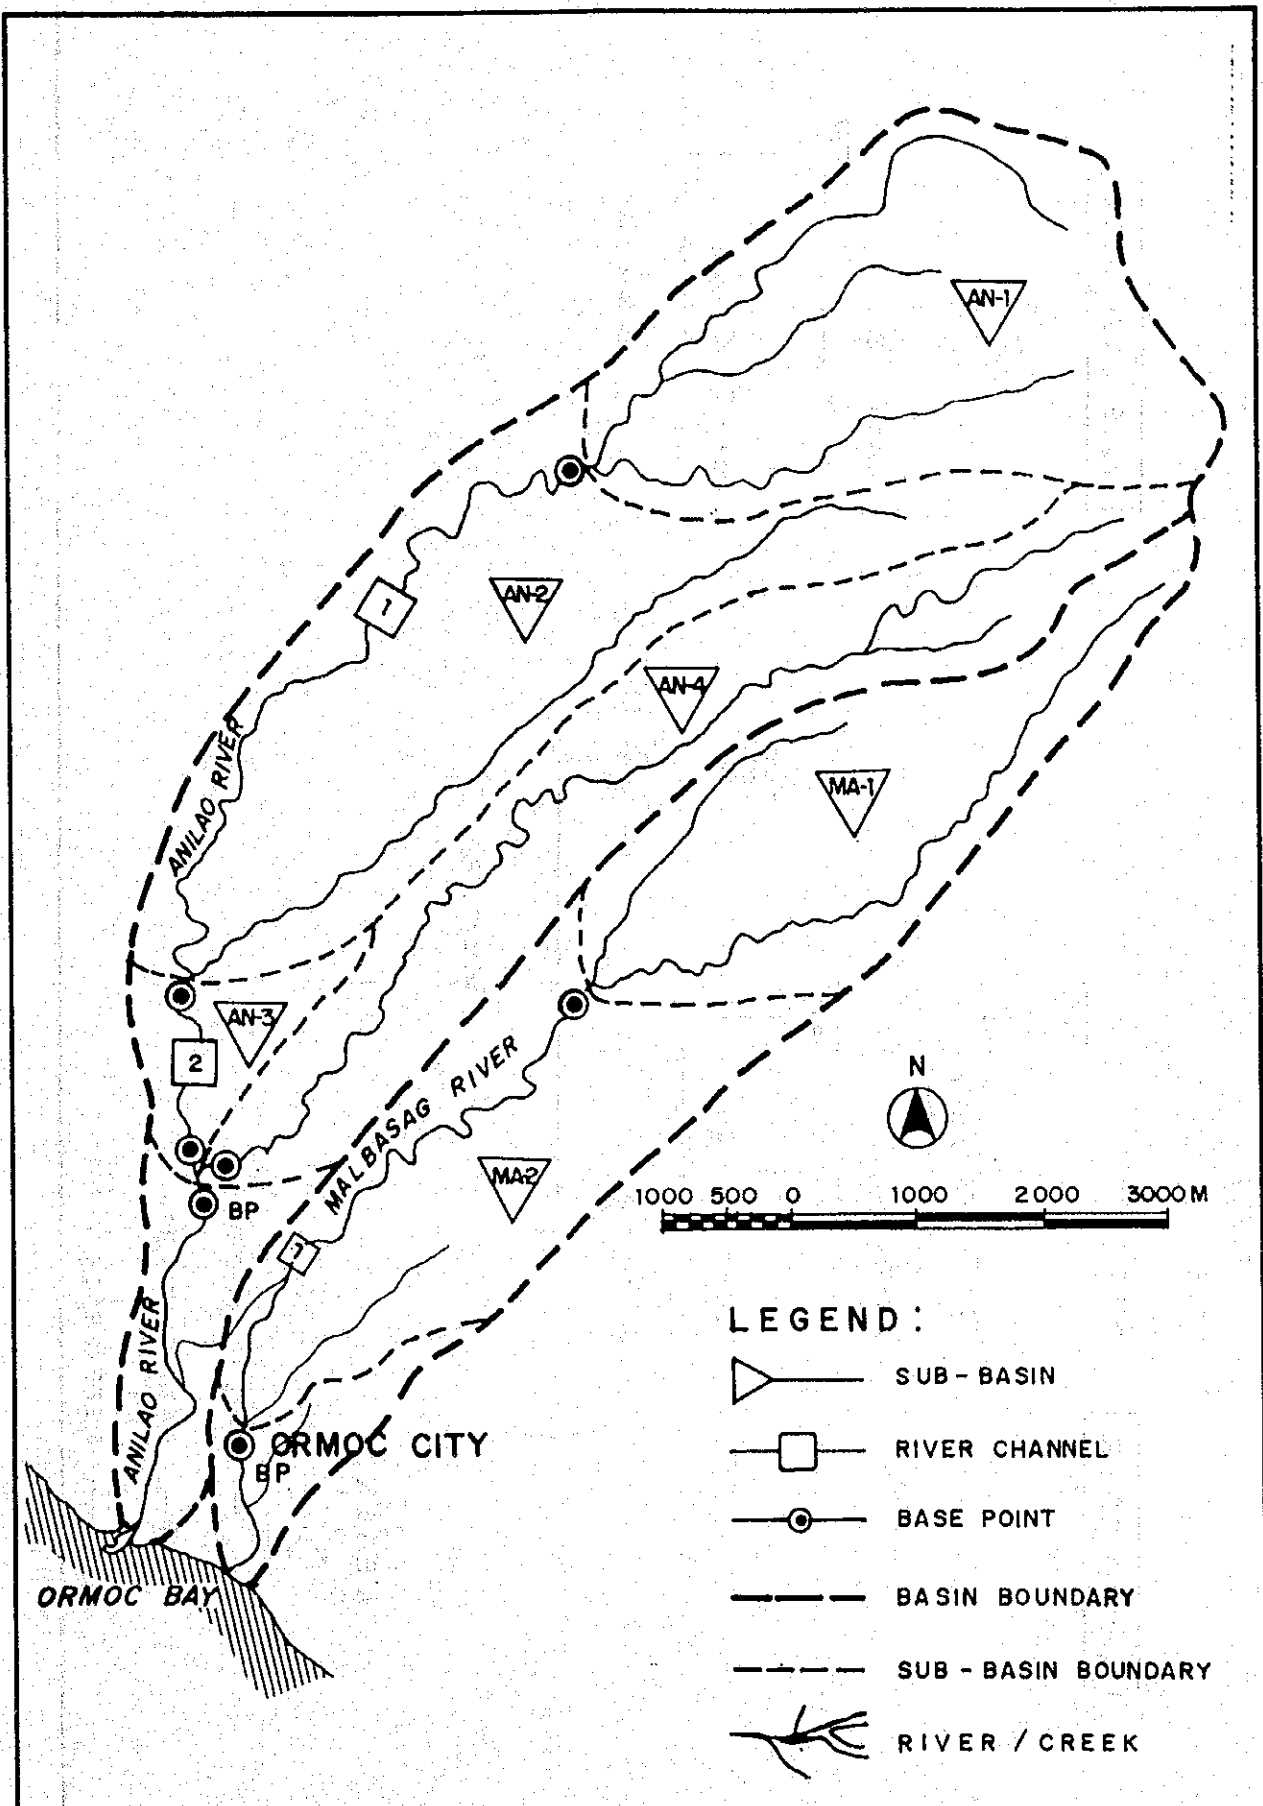 AN-1
1
AN-2
AN-4
ANILAO RIVER
MA-1
AN-3
2
MALBASAG RIVER
N
MA-2
1000 500 0 1000 2000 3000 M
BP
ANILAO RIVER
LEGEND :
SUB - BASIN
ORMOC CITY
BP
RIVER CHANNEL
BASE POINT
ORMOC BAY
BASIN BOUNDARY
SUB - BASIN BOUNDARY
RIVER / CREEK